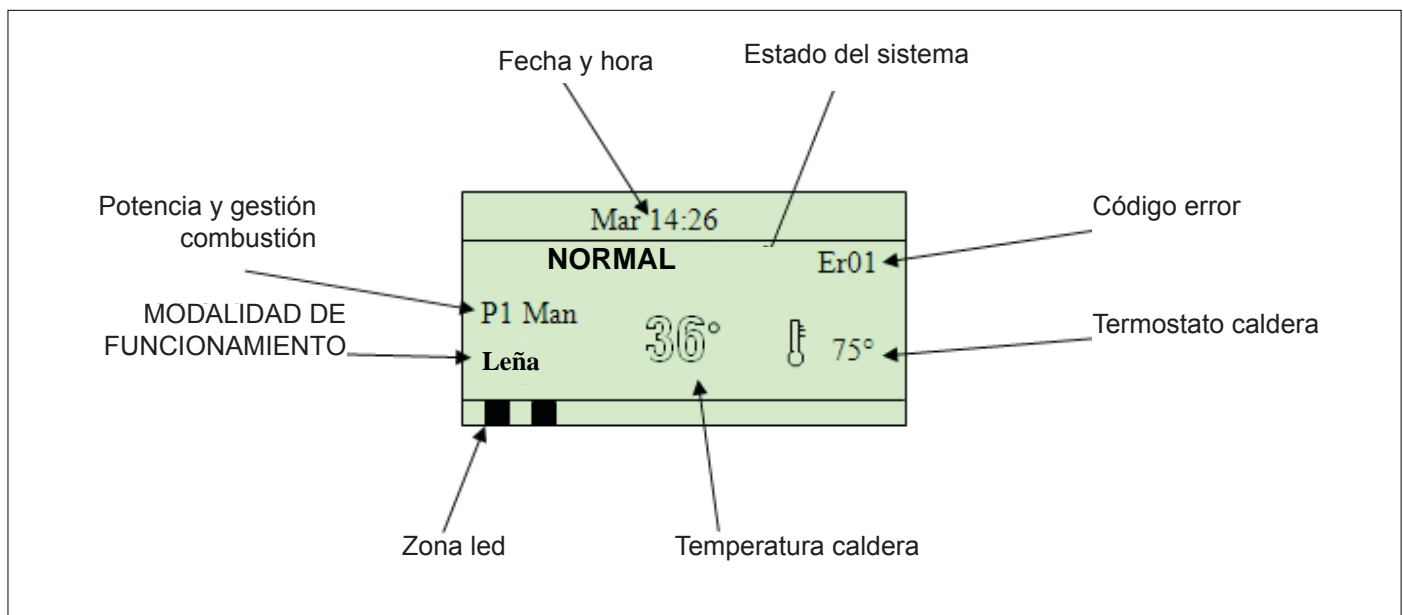 Fecha y hora
Estado del sistema
Potencia y gestión
combustión
MODALIDAD DE
FUNCIONAMIENTO
Mar 14:26
NORMAL
Er01
P1 Man
36°
75°
Leña
Código error
Termostato caldera
Zona led
Temperatura caldera